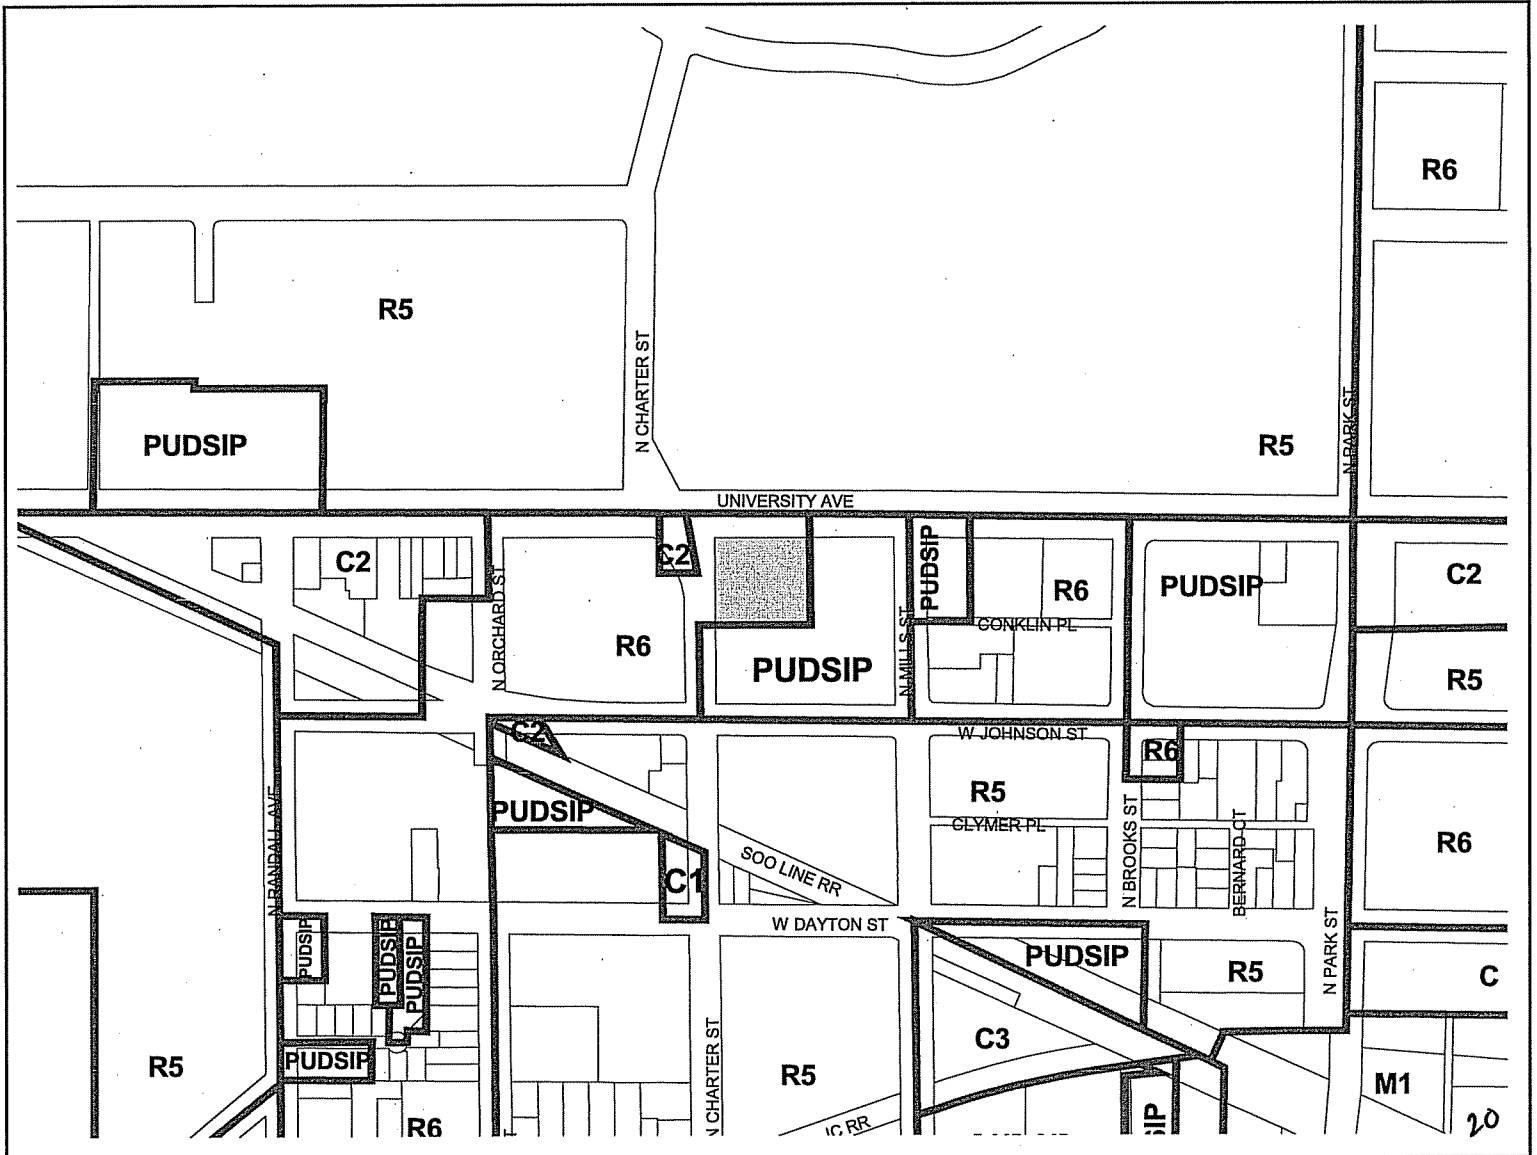 R6
R5
N CHARTER ST
N PARK ST
PUDSIP
R5
UNIVERSITY AVE
C2
C2
PUDSIP
R6
PUDSIP
C2
N ORCHARD ST
R6
N MILLS ST
CONKLIN PL
PUDSIP
R5
C2
W JOHNSON ST
R6
PUDSIP
R5
CLYMER PL
N BROOKS ST
BERNARD CT
R6
N RANDALL AVE
SOO LINE RR
C1
W DAYTON ST
PUDSIP
PUDSIP
PUDSIP
PUDSIP
R5
N PARK ST
C
C3
R5
PUDSIP
N CHARTER ST
R5
M1
R6
IC RR
SIP
20